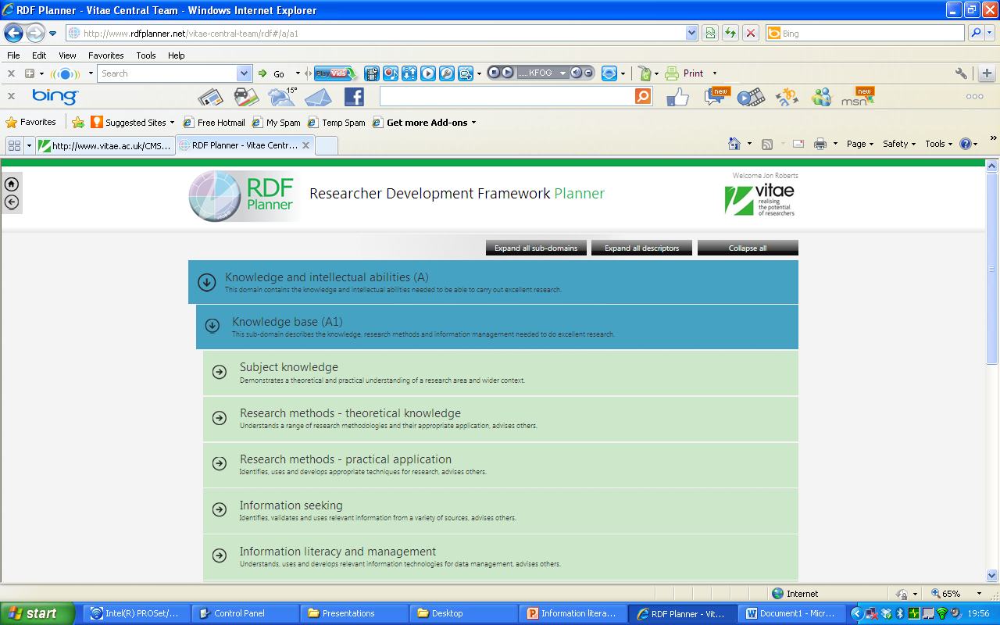 RDF Planner - Vitae Central Team - Windows Internet Explorer
http://www.rdfplanner.net/vitae-central-team/rdf#/a/a1
Bing
File Edit View Favorites Tools Help
Search Go PlayVids ..... KFOG Print
bing 15° new new msn
Favorites Suggested Sites Free Hotmail My Spam Temp Spam Get more Add-ons
http://www.vitae.ac.uk/CMS... RDF Planner - Vitae Centr... Page Safety Tools
Welcome Jon Roberts
RDF Planner
Researcher Development Framework Planner
vitae
realising
the potential
of researchers
Expand all sub-domains Expand all descriptors Collapse all
Knowledge and intellectual abilities (A)
This domain contains the knowledge and intellectual abilities needed to be able to carry out excellent research.
Knowledge base (A1)
This sub-domain describes the knowledge, research methods and information management needed to do excellent research.
Subject knowledge
Demonstrates a theoretical and practical understanding of a research area and wider context.
Research methods - theoretical knowledge
Understands a range of research methodologies and their appropriate application, advises others.
Research methods - practical application
Identifies, uses and develops appropriate techniques for research, advises others.
Information seeking
Identifies, validates and uses relevant information from a variety of sources, advises others.
Information literacy and management
Understands, uses and develops relevant information technologies for data management, advises others.
Internet 65%
start Intel(R) PROSet/... Control Panel Presentations Desktop Information litera... RDF Planner - Vit... Document1 - Micr... 19:56